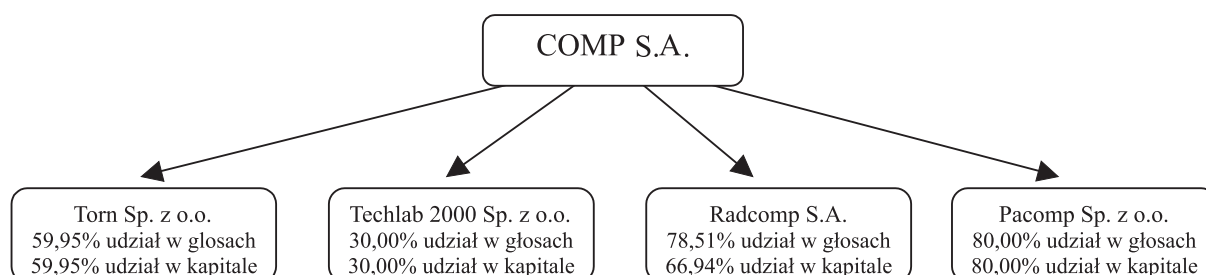 COMP S.A.
Torn Sp. z o.o.
59,95% udział w glosach
59,95% udział w kapitale
Techlab 2000 Sp. z o.o.
30,00% udział w głosach
30,00% udział w kapitale
Radcomp S.A.
78,51% udział w głosach
66,94% udział w kapitale
Pacomp Sp. z o.o.
80,00% udział w głosach
80,00% udział w kapitale